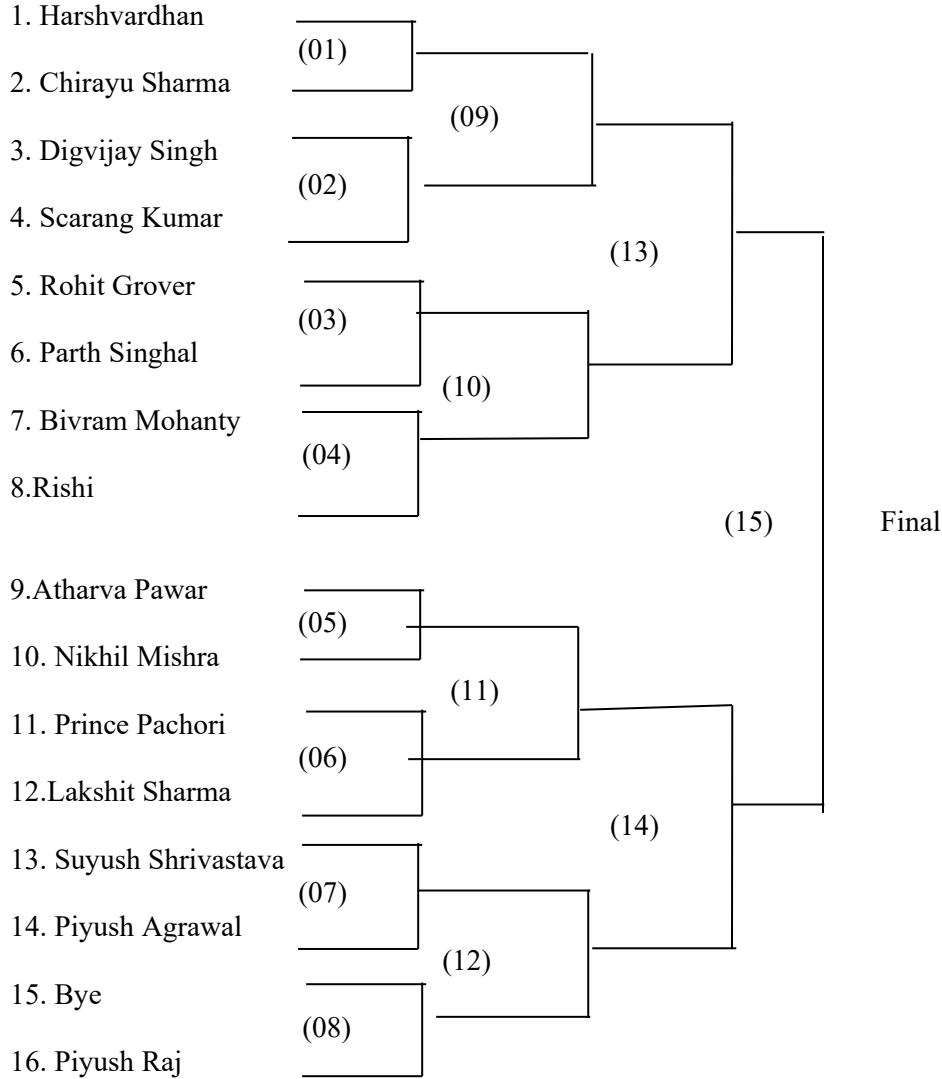 1. Harshvardhan
(01)
2. Chirayu Sharma
(09)
3. Digvijay Singh
(02)
4. Scarang Kumar
(13)
5. Rohit Grover
(03)
6. Parth Singhal
(10)
7. Bivram Mohanty
(04)
8.Rishi
(15) Final
9.Atharva Pawar
(05)
10. Nikhil Mishra
(11)
11. Prince Pachori
(06)
12.Lakshit Sharma
(14)
13. Suyush Shrivastava
(07)
14. Piyush Agrawal
(12)
15. Bye
(08)
16. Piyush Raj